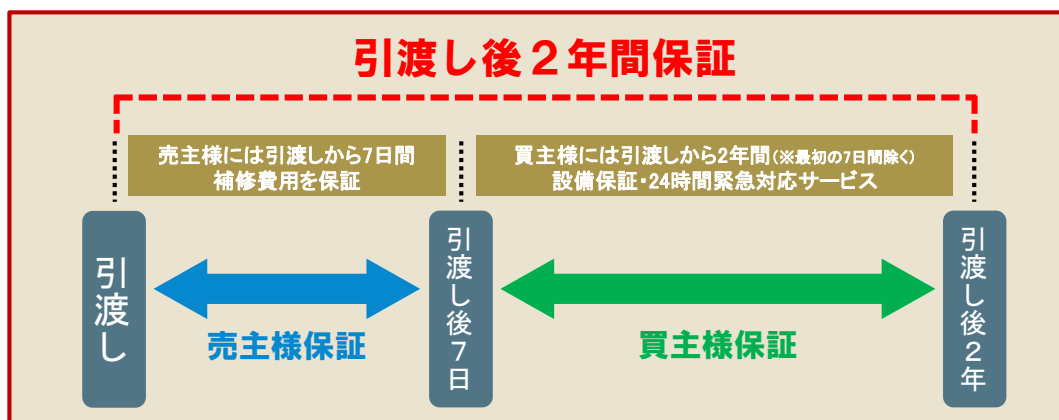 引渡し後２年間保証
売主様には引渡しから7日間
補修費用を保証
買主様には引渡しから2年間(※最初の7日間除く)
設備保証・24時間緊急対応サービス
引渡し
引渡し後７日
引渡し後２年
売主様保証
買主様保証